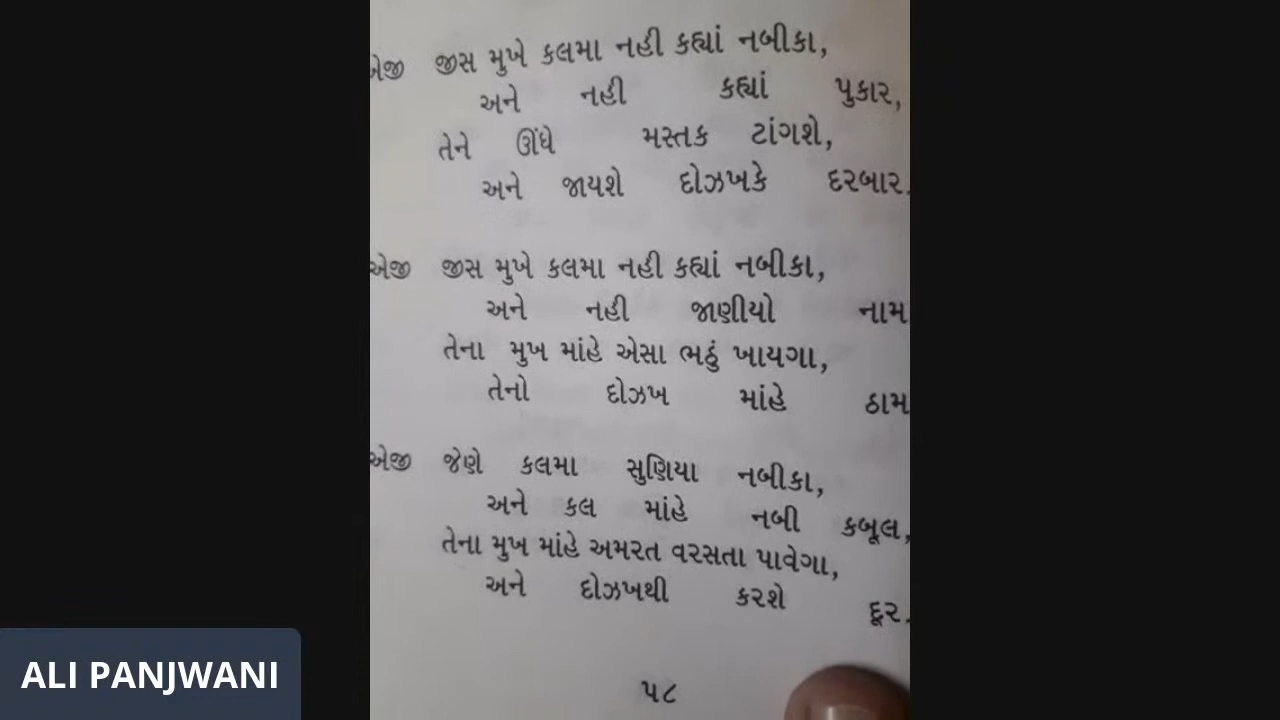 એજી જીસ મુખે કલમા નહી કહ્યાં નબીકા,
અને નહી કહ્યાં પુકાર,
તેને ઊંધે મસ્તક ટાંગશે,
અને જાયશે દોઝખકે દરબાર.
એજી જીસ મુખે કલમા નહી કહ્યાં નબીકા,
અને નહી જાણીયો નામ
તેના મુખ માંહે એસા ભઠું ખાયગા,
તેનો દોઝખ માંહે ઠામ
એજી જેણે કલમા સુણિયા નબીકા,
અને કલ માંહે નબી કબૂલ,
તેના મુખ માંહે અમરત વરસતા પાવેગા,
અને દોઝખથી કરશે દૂર.
૫૮
ALI PANJWANI